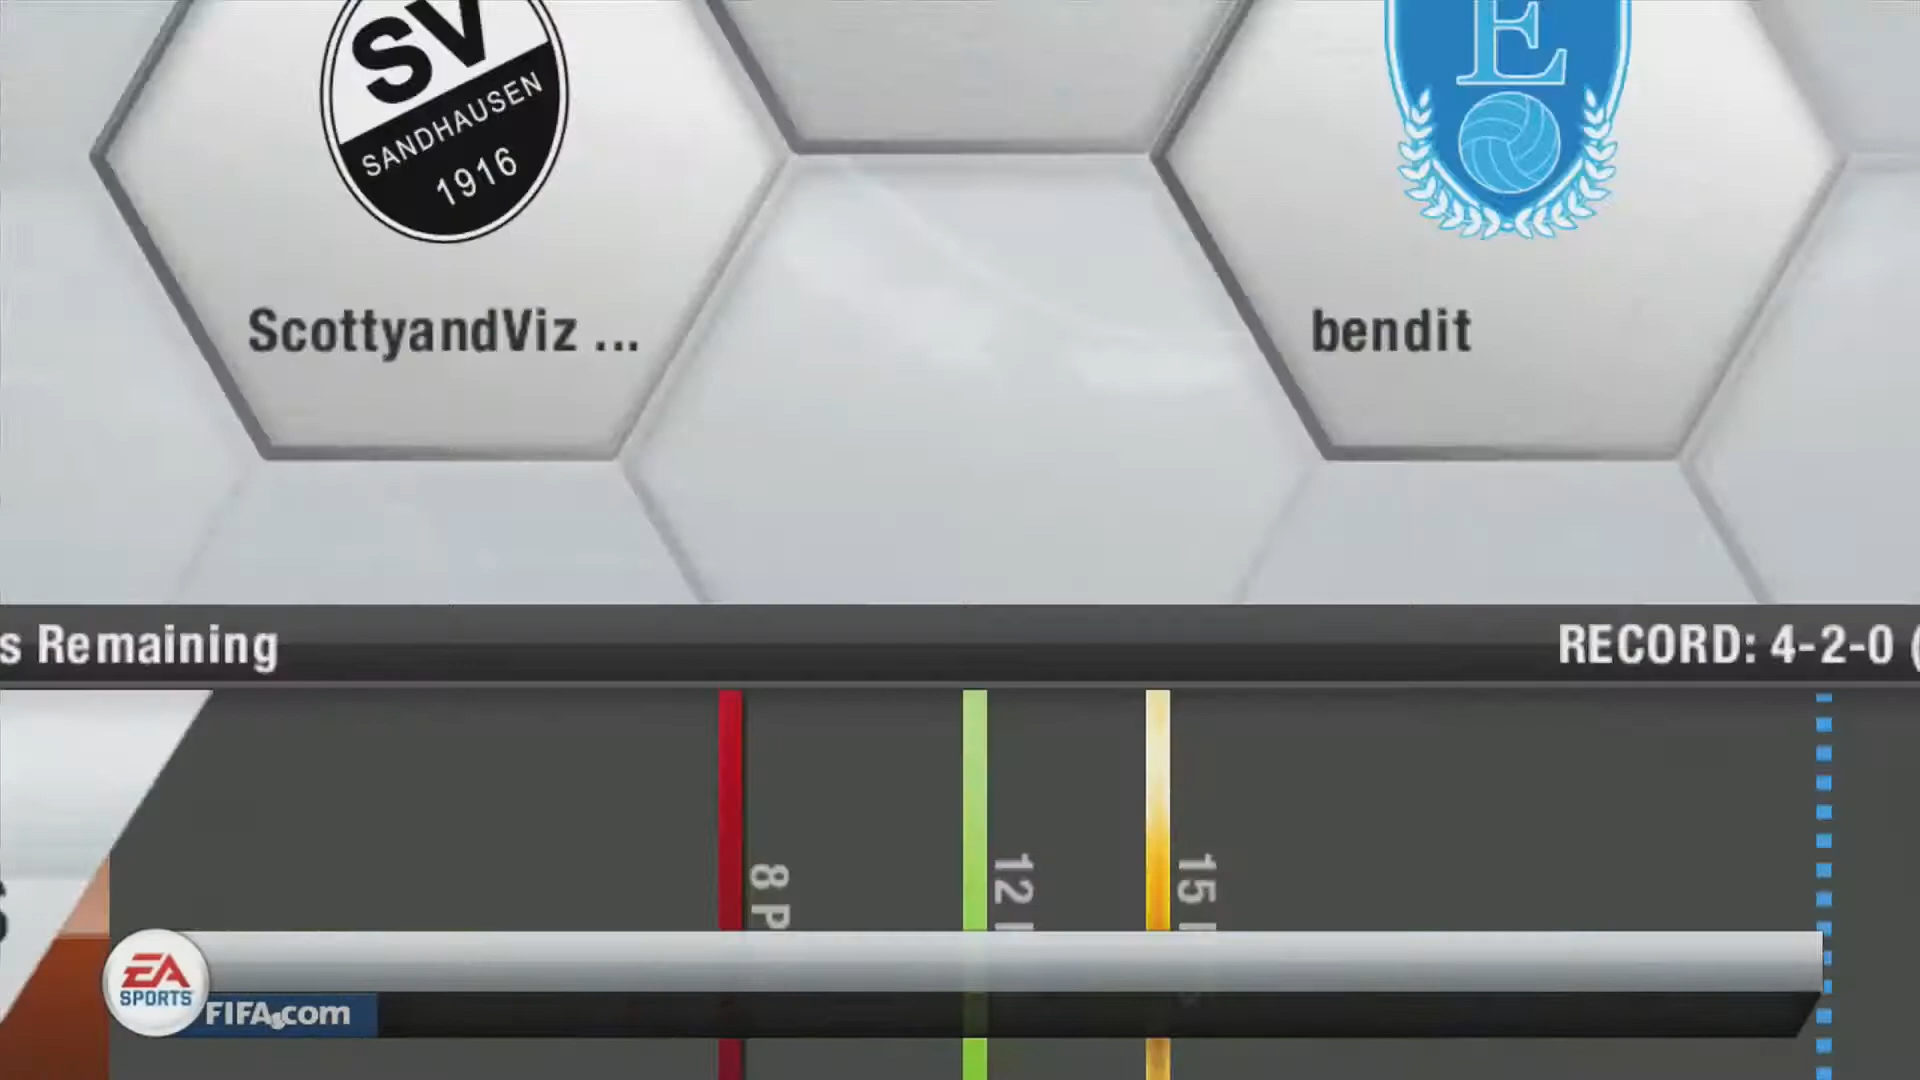 SV
SANDHAUSEN
1916
E
ScottyandViz ...
bendit
s Remaining
RECORD: 4-2-0 (
8 P
12
15
EA
SPORTS
FIFA.com